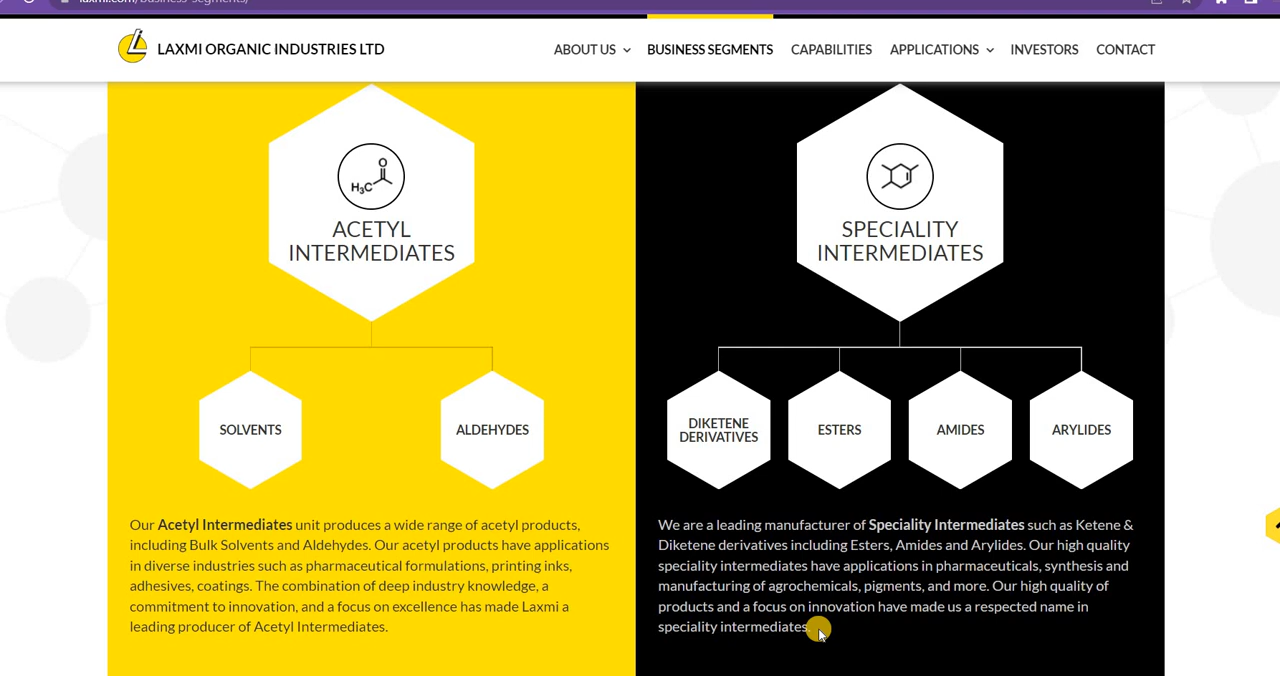 laxmi.com/business-segments/
LAXMI ORGANIC INDUSTRIES LTD
ABOUT US
BUSINESS SEGMENTS
CAPABILITIES
APPLICATIONS
INVESTORS
CONTACT
H₃C
O
ACETYL
INTERMEDIATES
SOLVENTS
ALDEHYDES
Our Acetyl Intermediates unit produces a wide range of acetyl products,
including Bulk Solvents and Aldehydes. Our acetyl products have applications
in diverse industries such as pharmaceutical formulations, printing inks,
adhesives, coatings. The combination of deep industry knowledge, a
commitment to innovation, and a focus on excellence has made Laxmi a
leading producer of Acetyl Intermediates.
SPECIALITY
INTERMEDIATES
DIKETENE
DERIVATIVES
ESTERS
AMIDES
ARYLIDES
We are a leading manufacturer of Speciality Intermediates such as Ketene &
Diketene derivatives including Esters, Amides and Arylides. Our high quality
speciality intermediates have applications in pharmaceuticals, synthesis and
manufacturing of agrochemicals, pigments, and more. Our high quality of
products and a focus on innovation have made us a respected name in
speciality intermediates.